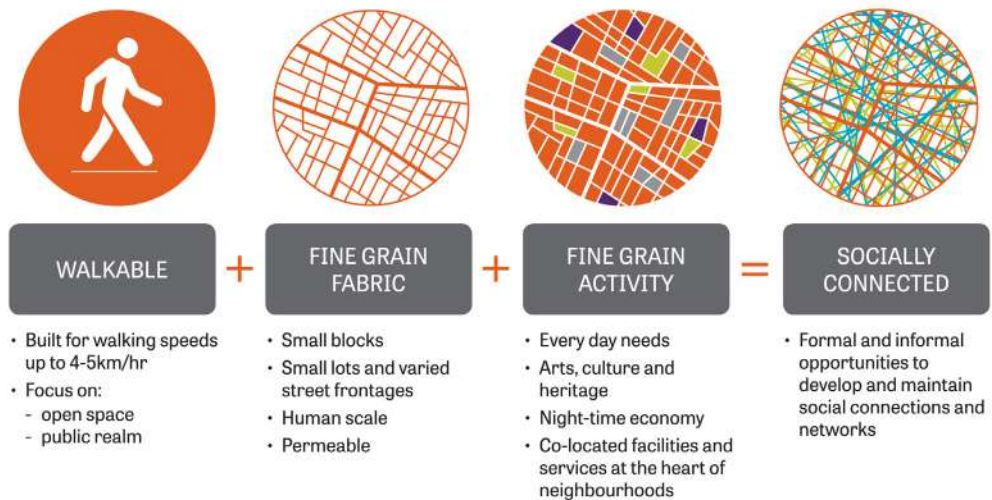 WALKABLE
+
FINE GRAIN
FABRIC
+
FINE GRAIN
ACTIVITY
=
SOCIALLY
CONNECTED
• Built for walking speeds
up to 4-5km/hr
• Focus on:
- open space
- public realm
• Small blocks
• Small lots and varied
street frontages
• Human scale
• Permeable
• Every day needs
• Arts, culture and
heritage
• Night-time economy
• Co-located facilities and
services at the heart of
neighbourhoods
• Formal and informal
opportunities to
develop and maintain
social connections and
networks